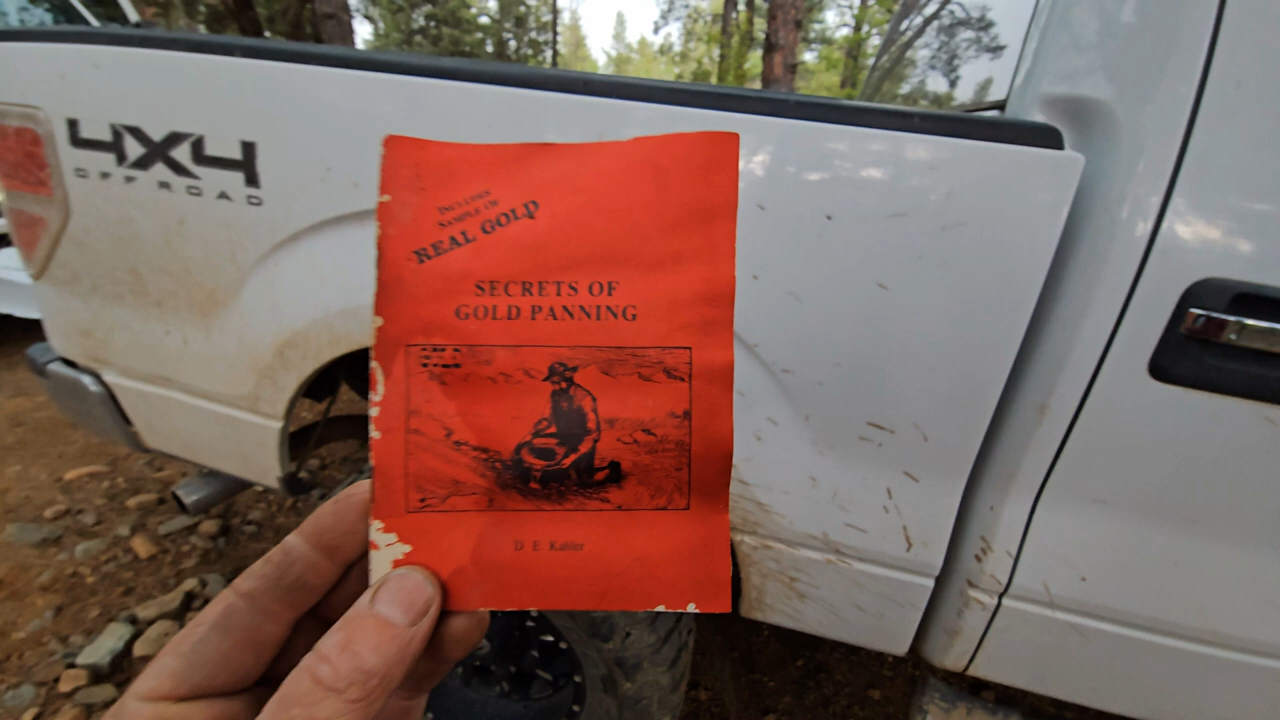 4X4
OFF ROAD
INCLUDES
SAMPLE OF
REAL GOLD
SECRETS OF
GOLD PANNING
D. E. Kahler